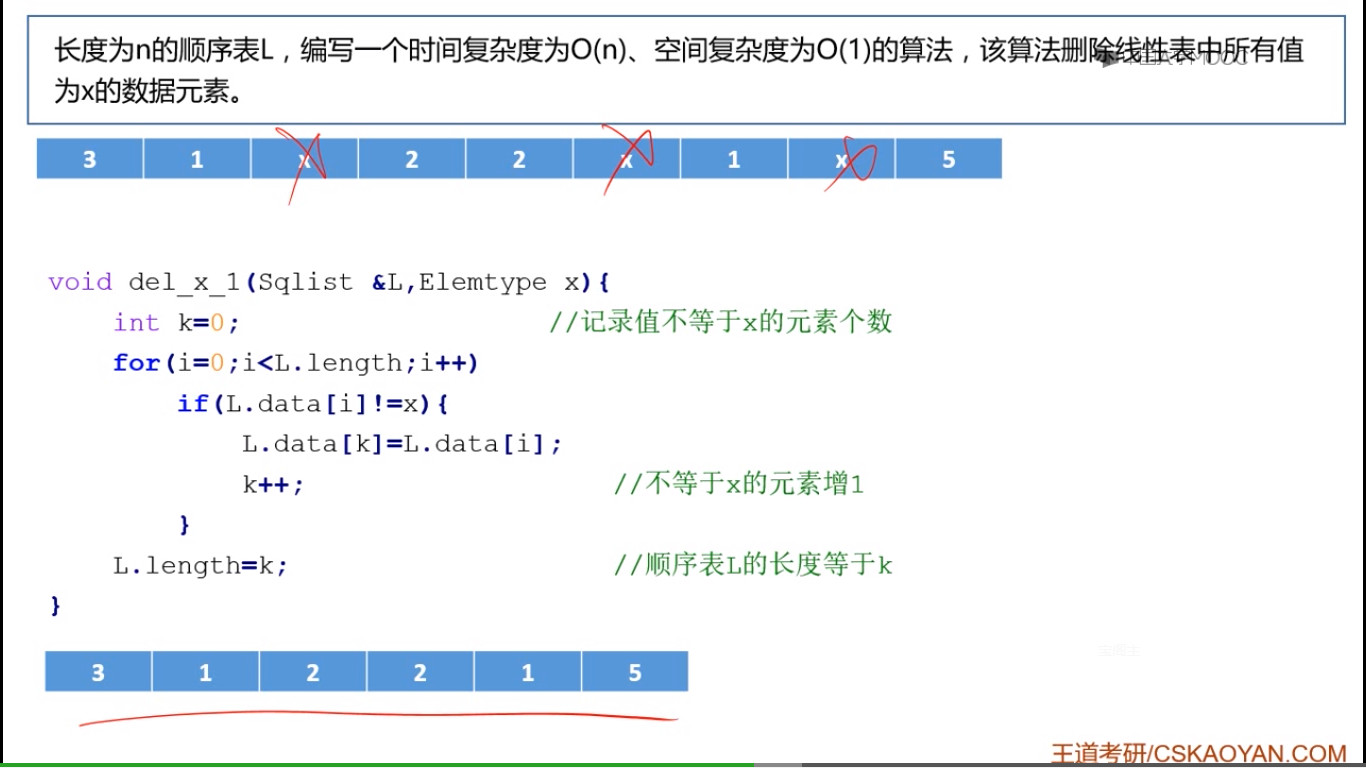 长度为n的顺序表L，编写一个时间复杂度为O(n)、空间复杂度为O(1)的算法，该算法删除线性表中所有值
为x的数据元素。
3 1 x 2 2 x 1 x 5
void del_x_1(Sqlist &L,Elemtype x){
int k=0; //记录值不等于x的元素个数
for(i=0;i<L.length;i++)
if(L.data[i]!=x){
L.data[k]=L.data[i];
k++; //不等于x的元素增1
}
L.length=k; //顺序表L的长度等于k
}
3 1 2 2 1 5
王道考研/CSKAOYAN.COM